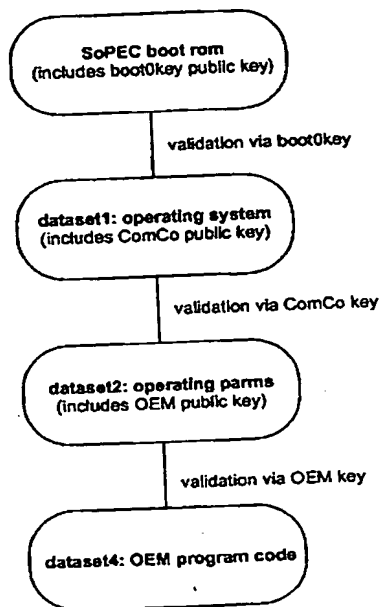 SoPEC boot rom
(includes boot0key public key)
validation via boot0key
dataset1: operating system
(includes ComCo public key)
validation via ComCo key
dataset2: operating parms
(includes OEM public key)
validation via OEM key
dataset4: OEM program code